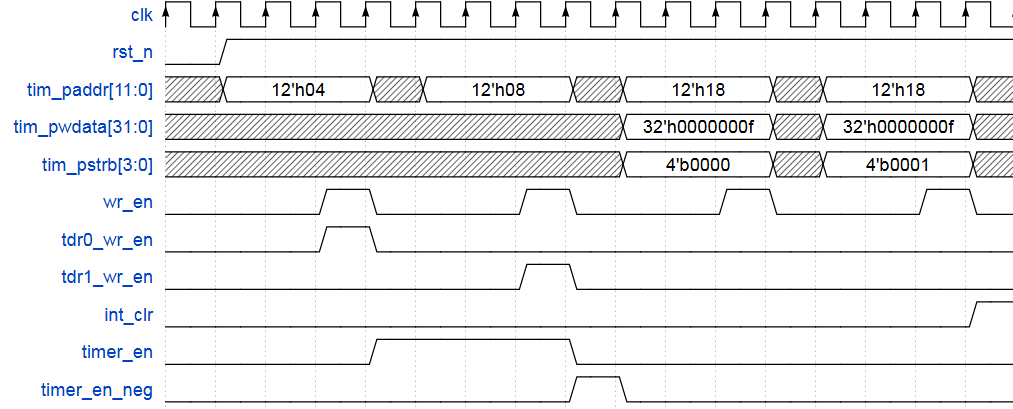 clk
rst_n
tim_paddr[11:0] 12'h04 12'h08 12'h18 12'h18
tim_pwdata[31:0] 32'h0000000f 32'h0000000f
tim_pstrb[3:0] 4'b0000 4'b0001
wr_en
tdr0_wr_en
tdr1_wr_en
int_clr
timer_en
timer_en_neg